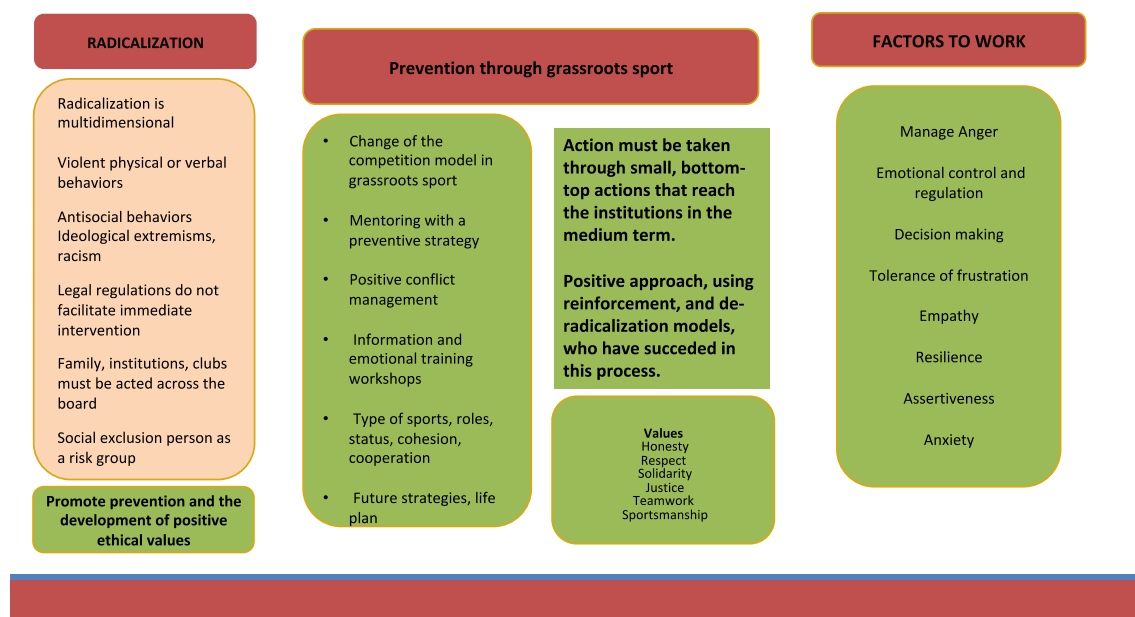 RADICALIZATION
Radicalization is
multidimensional
Violent physical or verbal
behaviors
Antisocial behaviors
Ideological extremisms,
racism
Legal regulations do not
facilitate immediate
intervention
Family, institutions, clubs
must be acted across the
board
Social exclusion person as
a risk group
Promote prevention and the
development of positive
ethical values
Prevention through grassroots sport
• Change of the
competition model in
grassroots sport
• Mentoring with a
preventive strategy
• Positive conflict
management
• Information and
emotional training
workshops
• Type of sports, roles,
status, cohesion,
cooperation
• Future strategies, life
plan
Action must be taken
through small, bottom-
top actions that reach
the institutions in the
medium term.
Positive approach, using
reinforcement, and de-
radicalization models,
who have succeded in
this process.
Values
Honesty
Respect
Solidarity
Justice
Teamwork
Sportsmanship
FACTORS TO WORK
Manage Anger
Emotional control and
regulation
Decision making
Tolerance of frustration
Empathy
Resilience
Assertiveness
Anxiety